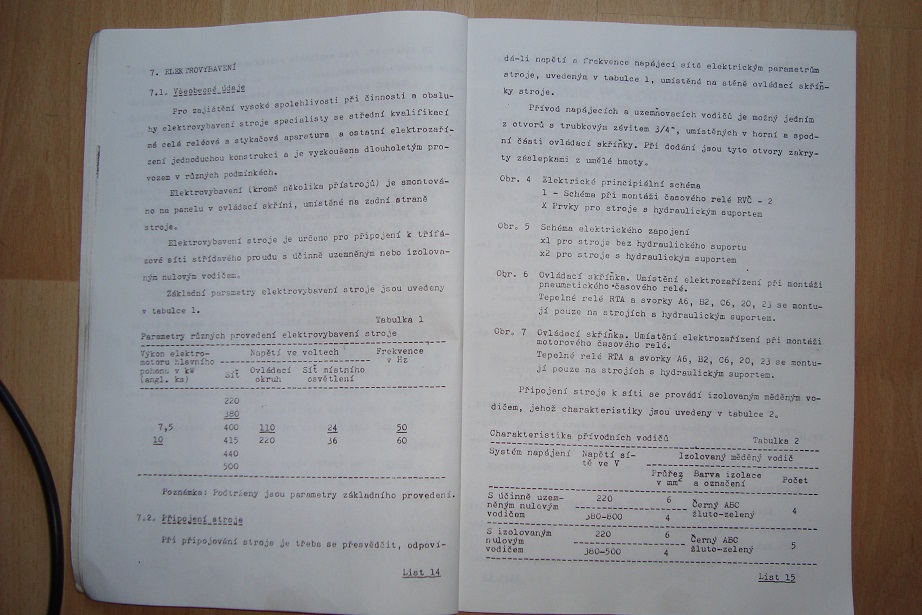 7. ELEKTROVYBAVENÍ
7.1. Všeobecné údaje
Pro zajištění vysoké spolehlivosti při činnosti a obslu-
hy elektrovybavení stroje specialisty se střední kvalifikací
má celá reléová a stykačová aparatura a ostatní elektrozaří-
zení jednoduchou konstrukci a je vyzkoušena dlouholetým pro-
vozem v různých podmínkách.
Elektrovybavení (kromě několika přístrojů) je smontová-
no na panelu v ovládací skříni, umístěné na zadní straně
stroje.
Elektrovybavení stroje je určeno pro připojení k třífá-
zové síti střídavého proudu s účinně uzemněným nebo izolova-
ným nulovým vodičem.
Základní parametry elektrovybavení stroje jsou uvedeny
v tabulce 1.
Tabulka 1
Parametry různých provedení elektrovybavení stroje
Výkon elektro- Napětí ve voltech Frekvence
motoru hlavního v Hz
pohonu v kW Síť Ovládací Síť místního
(angl. ks) okruh osvětlení
220
380
7,5 400 110 24 50
10 415 220 36 60
440
500
Poznámka: Podtrženy jsou parametry základního provedení.
7.2. Připojení stroje
Při připojování stroje je třeba se přesvědčit, odpoví-
List 14
dá-li napětí a frekvence napájecí sítě elektrickým parametrům
stroje, uvedeným v tabulce 1, umístěné na stěně ovládací skříň-
ky stroje.
Přívod napájecích a uzemňovacích vodičů je možný jedním
z otvorů s trubkovým závitem 3/4", umístěných v horní a spod-
ní části ovládací skříňky. Při dodání jsou tyto otvory zakry-
ty záslepkami z umělé hmoty.
Obr. 4 Elektrické principiální schéma
1 - Schéma při montáži časového relé RVČ - 2
X Prvky pro stroje s hydraulickým suportem
Obr. 5 Schéma elektrického zapojení
x1 pro stroje bez hydraulického suportu
x2 pro stroje s hydraulickým suportem
Obr. 6 Ovládací skříňka. Umístění elektrozařízení při montáži
pneumatického časového relé.
Tepelné relé RTA a svorky A6, B2, C6, 20, 23 se montu-
jí pouze na strojích s hydraulickým suportem.
Obr. 7 Ovládací skříňka. Umístění elektrozařízení při montáži
motorového časového relé.
Tepelné relé RTA a svorky A6, B2, C6, 20, 23 se montu-
jí pouze na strojích s hydraulickým suportem.
Připojení stroje k síti se provádí izolovaným měděným vo-
dičem, jehož charakteristiky jsou uvedeny v tabulce 2.
Charakteristika přívodních vodičů Tabulka 2
Systém napájení Napětí sí- Izolovaný měděný vodič
tě ve V
Průřez Barva izolace Počet
v mm² a označení
S účinně uzem- 220 6 Černý ABC 4
něným nulovým
vodičem 380-800 4 žluto-zelený
S izolovaným 220 6 Černý ABC 5
nulovým
vodičem 380-500 4 žluto-zelený
List 15